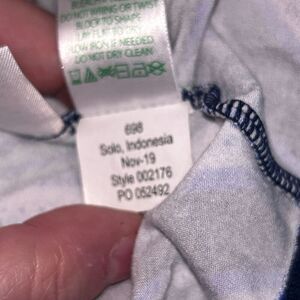 DO NOT WRING OR TWIST
BLOCK TO SHAPE
LAY FLAT TO DRY
LOW IRON IF NEEDED
DO NOT DRY CLEAN
698
Solo, Indonesia
Nov-19
Style 002176
PO 052492